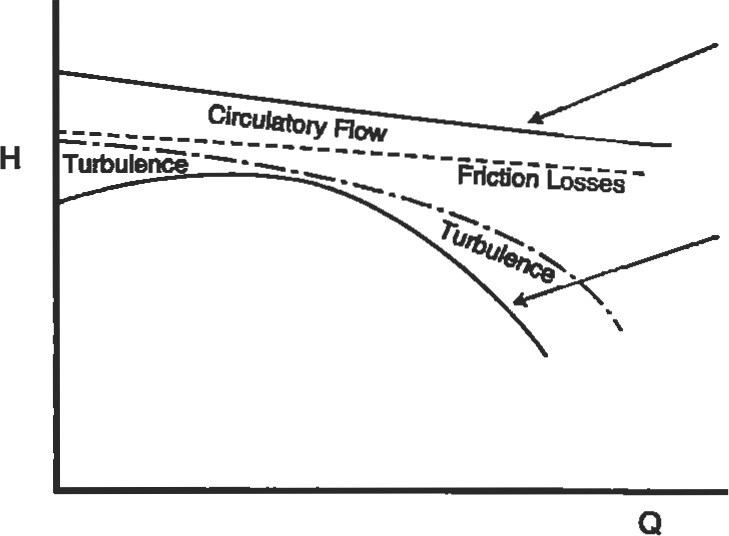 Circulatory Flow
H
Turbulence
Friction Losses
Turbulence
Q